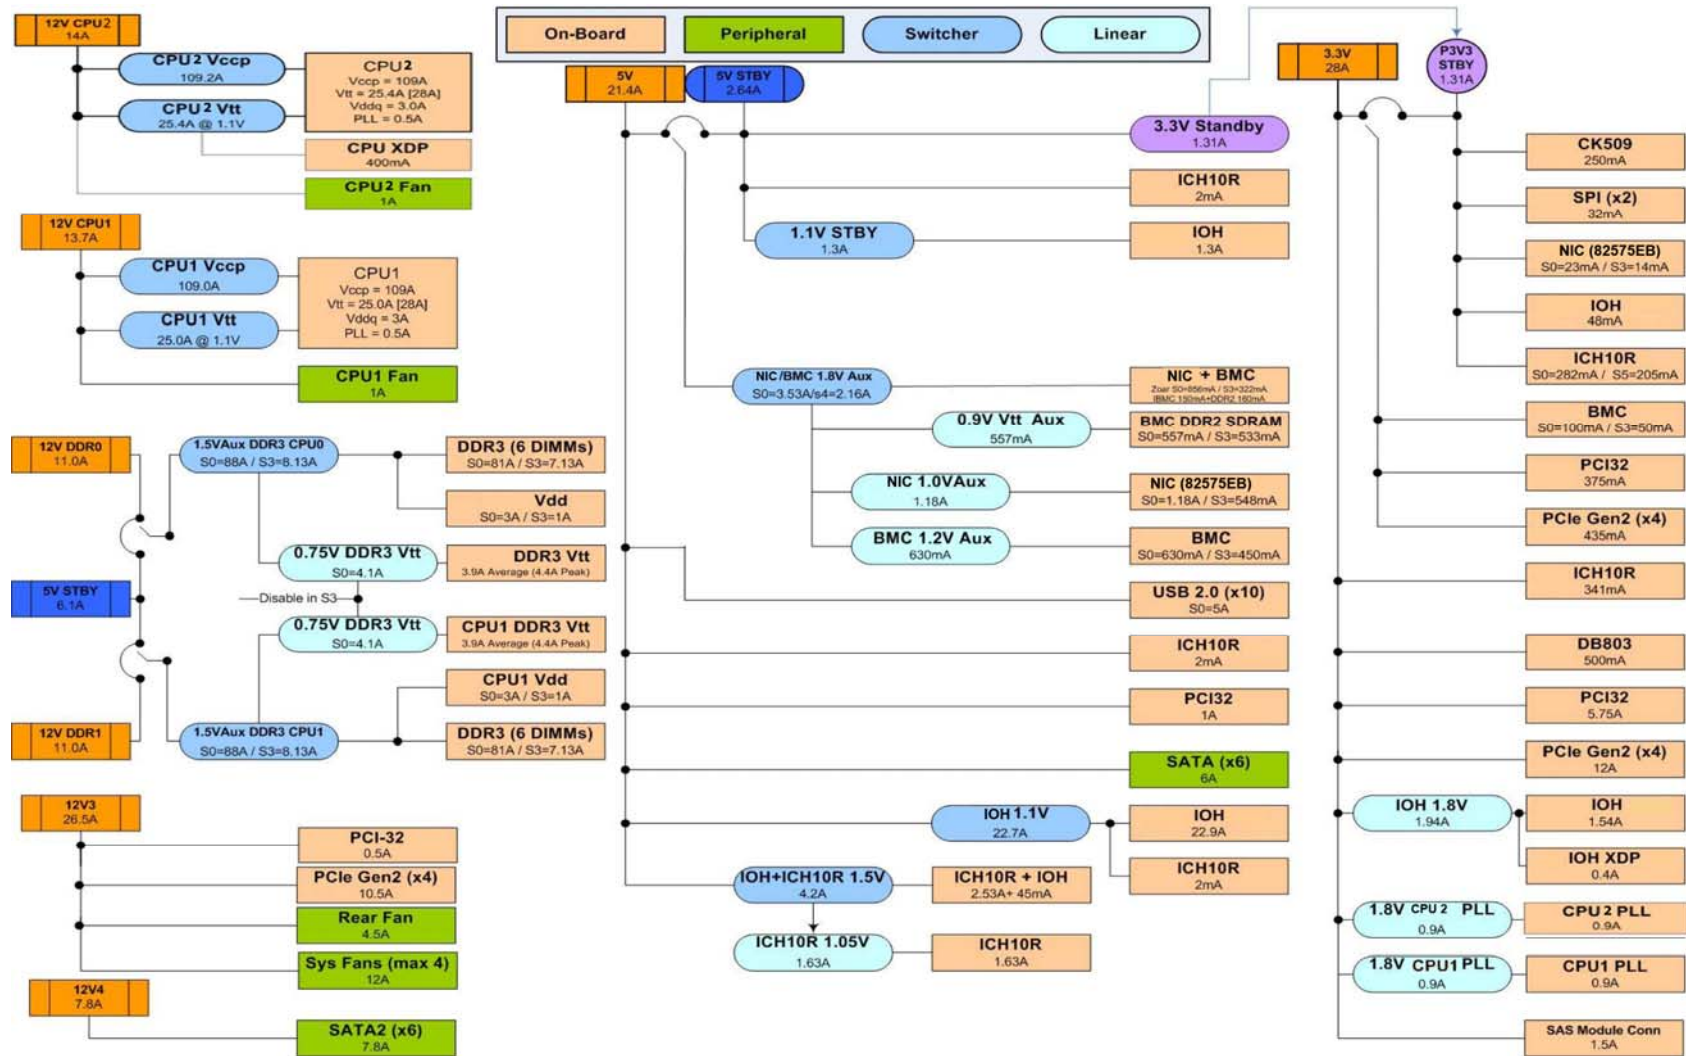 On-Board
Peripheral
Switcher
Linear
12V CPU2
14A
CPU2 Vccp
109.2A
CPU2 Vtt
25.4A @ 1.1V
CPU2
Vccp = 109A
Vtt = 25.4A [28A]
Vddq = 3.0A
PLL = 0.5A
CPU XDP
400mA
CPU2 Fan
1A
12V CPU1
13.7A
CPU1 Vccp
109.0A
CPU1 Vtt
25.0A @ 1.1V
CPU1
Vccp = 109A
Vtt = 25.0A [28A]
Vddq = 3A
PLL = 0.5A
CPU1 Fan
1A
12V DDR0
11.0A
1.5VAux DDR3 CPU0
S0=88A / S3=8.13A
DDR3 (6 DIMMs)
S0=81A / S3=7.13A
Vdd
S0=3A / S3=1A
0.75V DDR3 Vtt
S0=4.1A
DDR3 Vtt
3.9A Average (4.4A Peak)
5V STBY
6.1A
Disable in S3
0.75V DDR3 Vtt
S0=4.1A
CPU1 DDR3 Vtt
3.9A Average (4.4A Peak)
CPU1 Vdd
S0=3A / S3=1A
12V DDR1
11.0A
1.5VAux DDR3 CPU1
S0=88A / S3=8.13A
DDR3 (6 DIMMs)
S0=81A / S3=7.13A
12V3
26.5A
PCI-32
0.5A
PCIe Gen2 (x4)
10.5A
Rear Fan
4.5A
Sys Fans (max 4)
12A
12V4
7.8A
SATA2 (x6)
7.8A
5V
21.4A
5V STBY
2.64A
3.3V Standby
1.31A
ICH10R
2mA
1.1V STBY
1.3A
IOH
1.3A
NIC/BMC 1.8V Aux
S0=3.53A/s4=2.16A
NIC + BMC
Zoar S0=856mA / S3=322mA
IBMC 150mA+DDR2 160mA
0.9V Vtt Aux
557mA
BMC DDR2 SDRAM
S0=557mA / S3=533mA
NIC 1.0VAux
1.18A
NIC (82575EB)
S0=1.18A / S3=548mA
BMC 1.2V Aux
630mA
BMC
S0=630mA / S3=450mA
USB 2.0 (x10)
S0=5A
ICH10R
2mA
PCI32
1A
SATA (x6)
6A
IOH 1.1V
22.7A
IOH
22.9A
ICH10R
2mA
IOH+ICH10R 1.5V
4.2A
ICH10R + IOH
2.53A+ 45mA
ICH10R 1.05V
1.63A
ICH10R
1.63A
3.3V
28A
P3V3
STBY
1.31A
CK509
250mA
SPI (x2)
32mA
NIC (82575EB)
S0=23mA / S3=14mA
IOH
48mA
ICH10R
S0=282mA / S5=205mA
BMC
S0=100mA / S3=50mA
PCI32
375mA
PCIe Gen2 (x4)
435mA
ICH10R
341mA
DB803
500mA
PCI32
5.75A
PCIe Gen2 (x4)
12A
IOH 1.8V
1.94A
IOH
1.54A
IOH XDP
0.4A
1.8V CPU 2 PLL
0.9A
CPU 2 PLL
0.9A
1.8V CPU1 PLL
0.9A
CPU1 PLL
0.9A
SAS Module Conn
1.5A